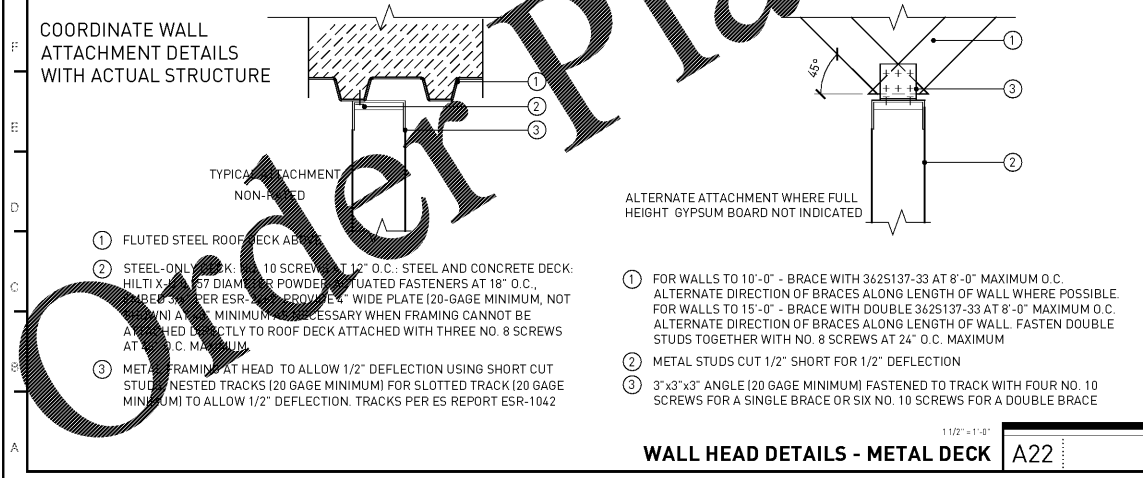 COORDINATE WALL
ATTACHMENT DETAILS
WITH ACTUAL STRUCTURE
1
2
3
TYPICAL ATTACHMENT
NON-RATED
1 FLUTED STEEL ROOF DECK ABOVE
2 STEEL-ONLY DECK: NO. 10 SCREWS AT 12" O.C.: STEEL AND CONCRETE DECK:
HILTI 157 DIAMETER POWDER-ACTUATED FASTENERS AT 18" O.C.,
EMBED PER PROVIDE WIDE PLATE (20-GAGE MINIMUM, NOT
SHOWN) AT MINIMUM AS NECESSARY WHEN FRAMING CANNOT BE
ATTACHED DIRECTLY TO ROOF DECK ATTACHED WITH THREE NO. 8 SCREWS
AT O.C. MAXIMUM
3 METAL FRAMING AT HEAD TO ALLOW 1/2" DEFLECTION USING SHORT CUT
STUDS, NESTED TRACKS (20 GAGE MINIMUM) FOR SLOTTED TRACK (20 GAGE
MINIMUM) TO ALLOW 1/2" DEFLECTION. TRACKS PER ES REPORT ESR-1042
45°
1
3
2
ALTERNATE ATTACHMENT WHERE FULL
HEIGHT GYPSUM BOARD NOT INDICATED
1 FOR WALLS TO 10'-0" - BRACE WITH 362S137-33 AT 8'-0" MAXIMUM O.C.
ALTERNATE DIRECTION OF BRACES ALONG LENGTH OF WALL WHERE POSSIBLE.
FOR WALLS TO 15'-0" - BRACE WITH DOUBLE 362S137-33 AT 8'-0" MAXIMUM O.C.
ALTERNATE DIRECTION OF BRACES ALONG LENGTH OF WALL. FASTEN DOUBLE
STUDS TOGETHER WITH NO. 8 SCREWS AT 24" O.C. MAXIMUM
2 METAL STUDS CUT 1/2" SHORT FOR 1/2" DEFLECTION
3 3"x3"x3" ANGLE (20 GAGE MINIMUM) FASTENED TO TRACK WITH FOUR NO. 10
SCREWS FOR A SINGLE BRACE OR SIX NO. 10 SCREWS FOR A DOUBLE BRACE
1 1/2" = 1'-0"
WALL HEAD DETAILS - METAL DECK
A22
F
E
D
C
B
A
Order